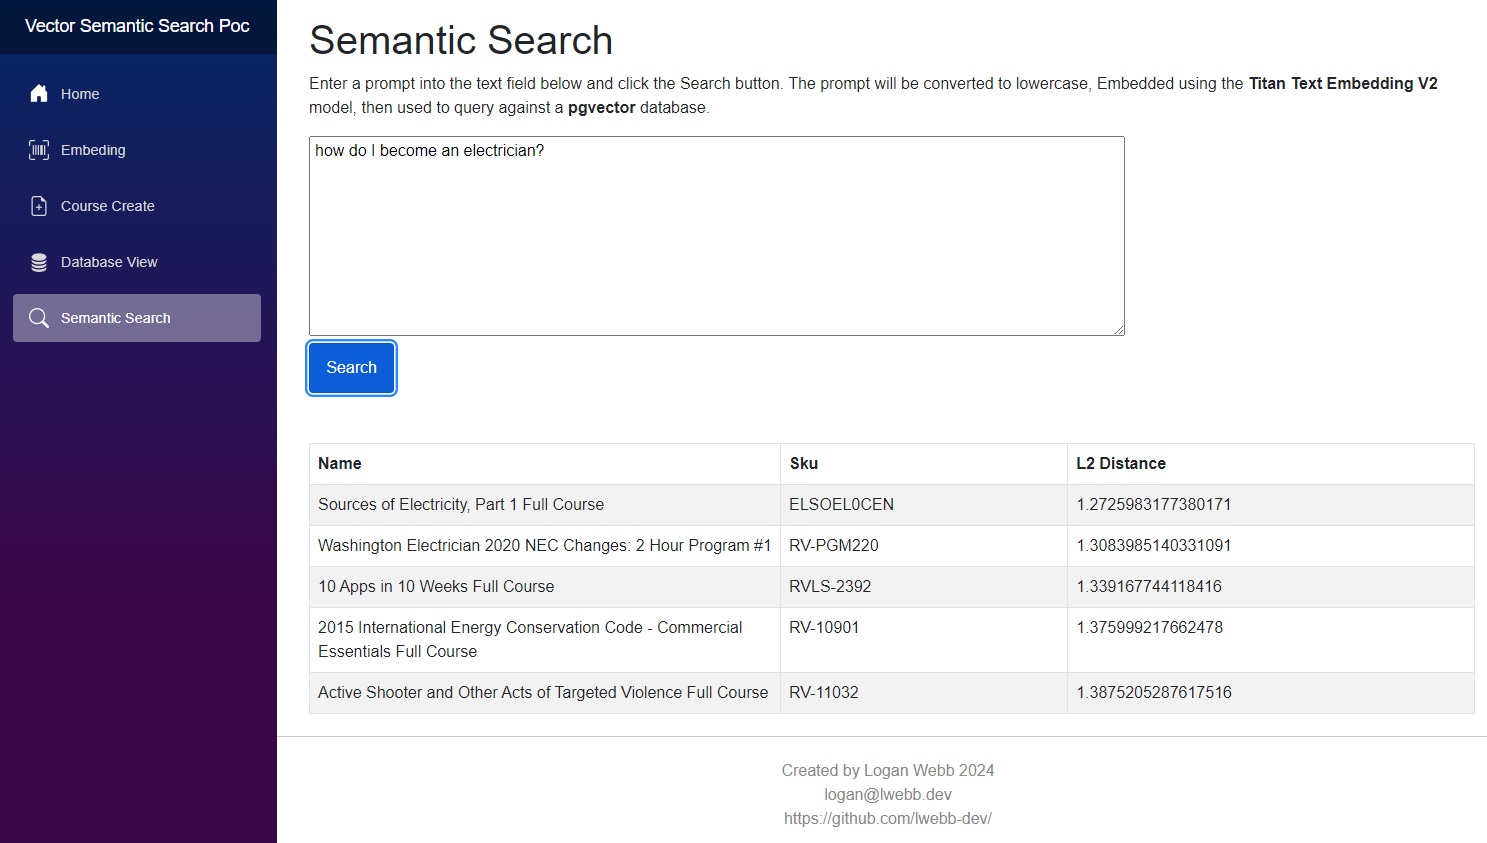 Vector Semantic Search Poc
Home
Embeding
Course Create
Database View
Semantic Search
Semantic Search
Enter a prompt into the text field below and click the Search button. The prompt will be converted to lowercase, Embedded using the Titan Text Embedding V2
model, then used to query against a pgvector database.
how do I become an electrician?
Search
Name Sku L2 Distance
Sources of Electricity, Part 1 Full Course ELSOEL0CEN 1.2725983177380171
Washington Electrician 2020 NEC Changes: 2 Hour Program #1 RV-PGM220 1.3083985140331091
10 Apps in 10 Weeks Full Course RVLS-2392 1.339167744118416
2015 International Energy Conservation Code - Commercial RV-10901 1.375999217662478
Essentials Full Course
Active Shooter and Other Acts of Targeted Violence Full Course RV-11032 1.3875205287617516
Created by Logan Webb 2024
logan@lwebb.dev
https://github.com/lwebb-dev/